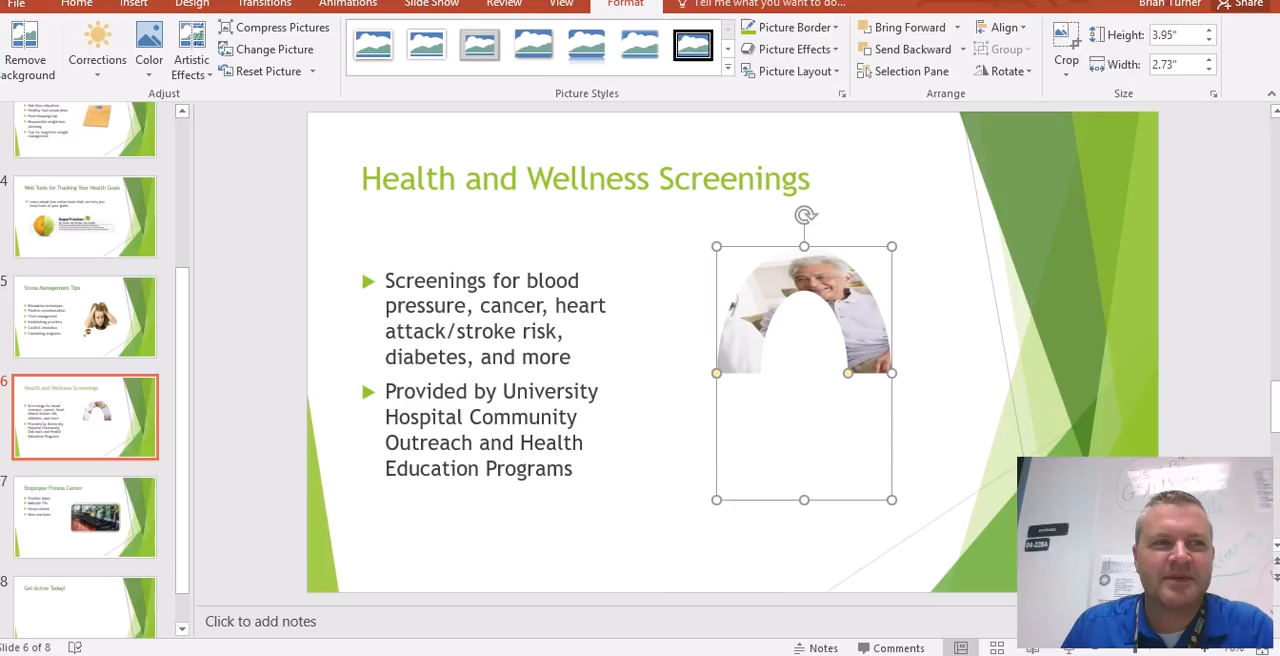 File Home Insert Design Transitions Animations Slide Show Review View Format Tell me what you want to do... Brian Turner Share
Compress Pictures
Change Picture
Reset Picture
Remove
Background
Corrections
Color
Artistic
Effects
Adjust
Picture Border
Picture Effects
Picture Layout
Picture Styles
Bring Forward
Send Backward
Selection Pane
Align
Group
Rotate
Arrange
Crop
Height: 3.95"
Width: 2.73"
Size
4
Web Tools for Tracking Your Health Goals
5
Stress Management Tips
6
Health and Wellness Screenings
7
Employee Fitness Center
8
Get Active Today!
Health and Wellness Screenings
Screenings for blood
pressure, cancer, heart
attack/stroke risk,
diabetes, and more
Provided by University
Hospital Community
Outreach and Health
Education Programs
04-228A
Click to add notes
Slide 6 of 8
Notes
Comments